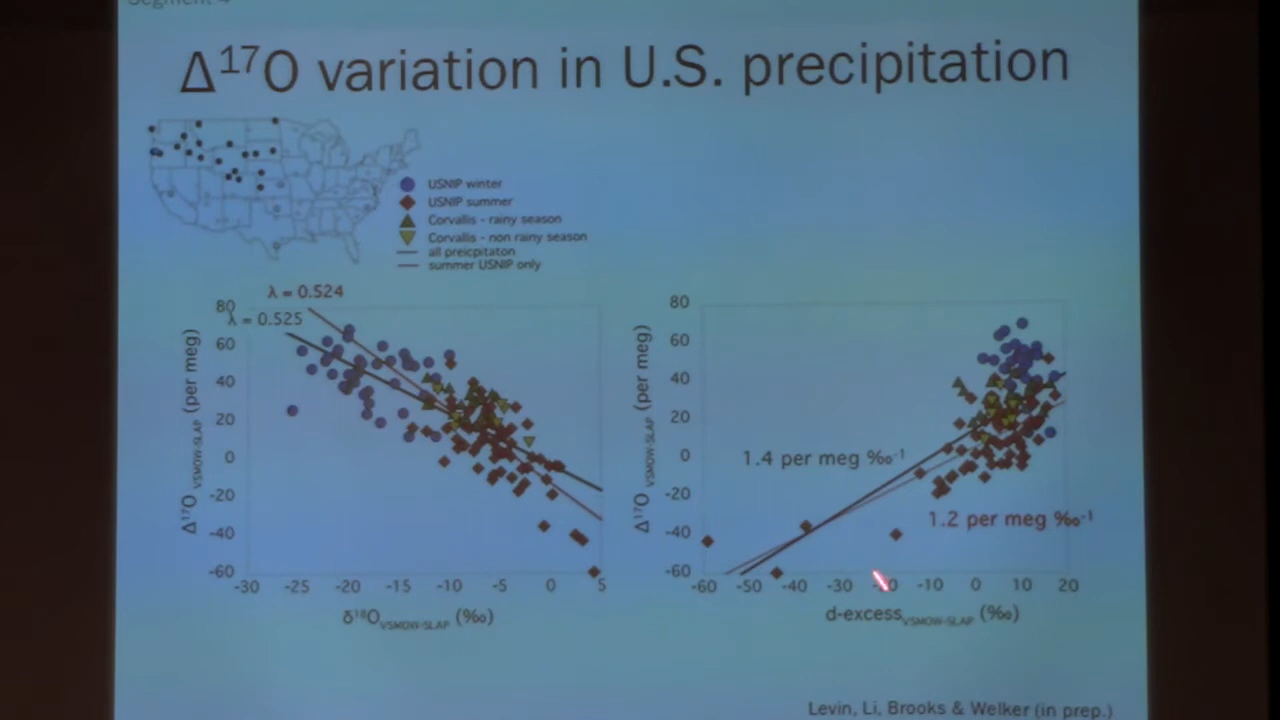 Segment 4
Δ¹⁷O variation in U.S. precipitation
USNIP winter
USNIP summer
Corvallis - rainy season
Corvallis - non rainy season
all preicpitaton
summer USNIP only
λ = 0.524
λ = 0.525
80
60
40
20
0
-20
-40
-60
Δ¹⁷O VSMOW-SLAP (per meg)
-30 -25 -20 -15 -10 -5 0 5
δ¹⁸O VSMOW-SLAP (‰)
80
60
40
20
0
-20
-40
-60
Δ¹⁷O VSMOW-SLAP (per meg)
1.4 per meg ‰⁻¹
1.2 per meg ‰⁻¹
-60 -50 -40 -30 -20 -10 0 10 20
d-excess VSMOW-SLAP (‰)
Levin, Li, Brooks & Welker (in prep.)